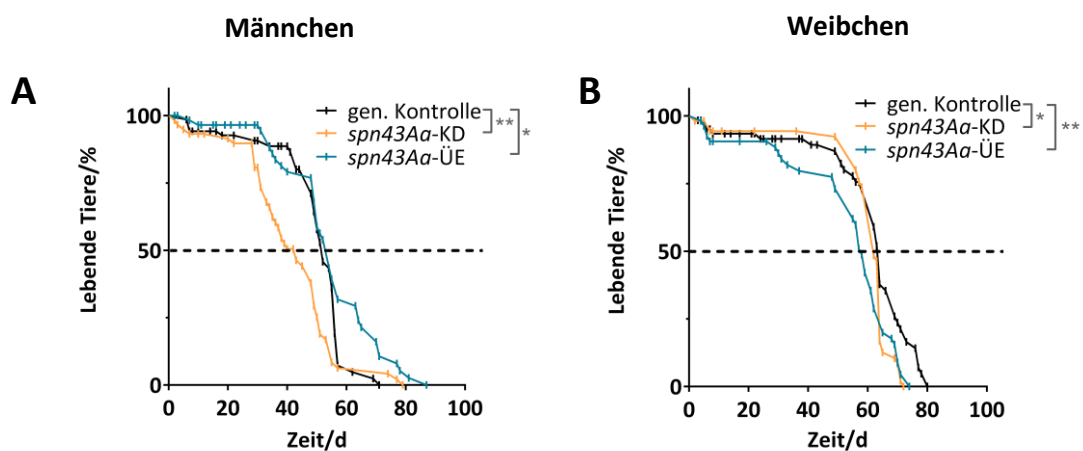 Männchen
Weibchen
A
B
gen. Kontrolle
spn43Aa-KD
spn43Aa-ÜE
**
*
gen. Kontrolle
spn43Aa-KD
spn43Aa-ÜE
*
**
Lebende Tiere/%
100
50
0
0 20 40 60 80 100
Zeit/d
Lebende Tiere/%
100
50
0
0 20 40 60 80 100
Zeit/d